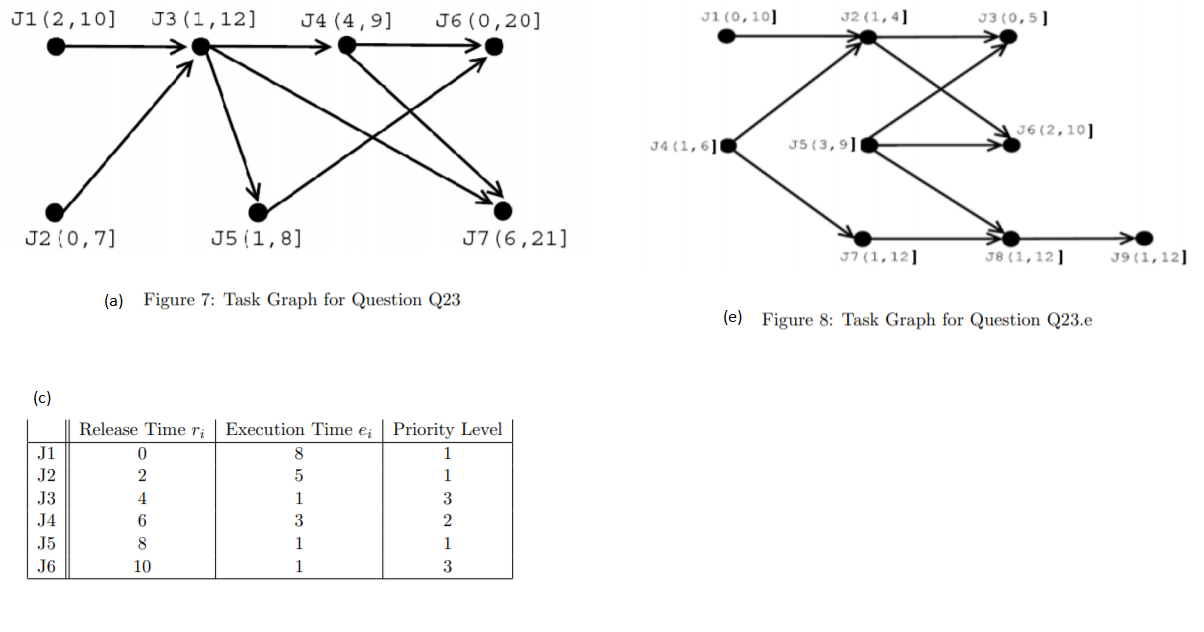 J1(2,10] J3(1,12] J4(4,9] J6(0,20]
J2(0,7] J5(1,8] J7(6,21]
(a) Figure 7: Task Graph for Question Q23
J1(0,10] J2(1,4] J3(0,5]
J4(1,6] J5(3,9] J6(2,10]
J7(1,12] J8(1,12] J9(1,12]
(e) Figure 8: Task Graph for Question Q23.e
(c)
Release Time ri Execution Time ei Priority Level
J1 0 8 1
J2 2 5 1
J3 4 1 3
J4 6 3 2
J5 8 1 1
J6 10 1 3